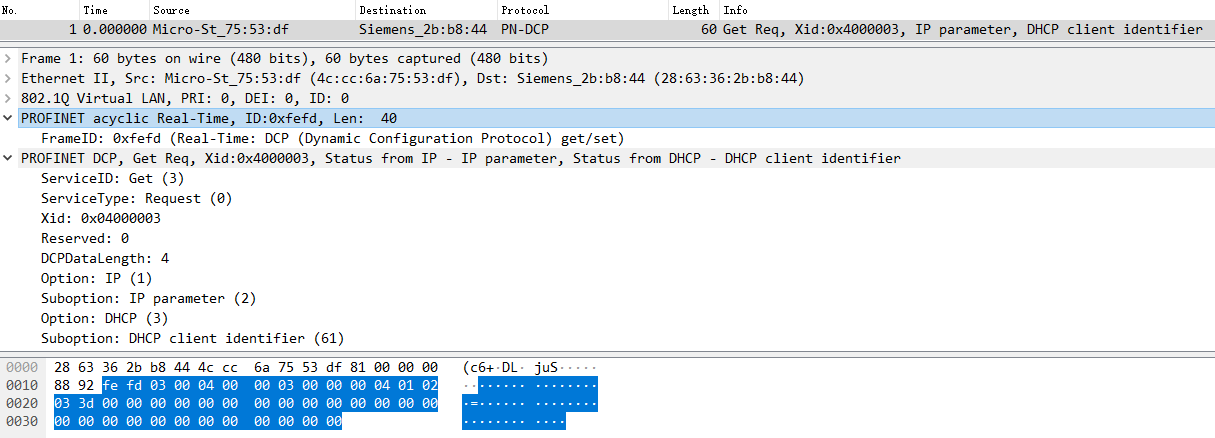 No. Time Source Destination Protocol Length Info
1 0.000000 Micro-St_75:53:df Siemens_2b:b8:44 PN-DCP 60 Get Req, Xid:0x4000003, IP parameter, DHCP client identifier
Frame 1: 60 bytes on wire (480 bits), 60 bytes captured (480 bits)
Ethernet II, Src: Micro-St_75:53:df (4c:cc:6a:75:53:df), Dst: Siemens_2b:b8:44 (28:63:36:2b:b8:44)
802.1Q Virtual LAN, PRI: 0, DEI: 0, ID: 0
PROFINET acyclic Real-Time, ID:0xfefd, Len:  40
FrameID: 0xfefd (Real-Time: DCP (Dynamic Configuration Protocol) get/set)
PROFINET DCP, Get Req, Xid:0x4000003, Status from IP - IP parameter, Status from DHCP - DHCP client identifier
ServiceID: Get (3)
ServiceType: Request (0)
Xid: 0x04000003
Reserved: 0
DCPDataLength: 4
Option: IP (1)
Suboption: IP parameter (2)
Option: DHCP (3)
Suboption: DHCP client identifier (61)
0000 28 63 36 2b b8 44 4c cc 6a 75 53 df 81 00 00 00 (c6+·DL· juS·····
0010 88 92 fe fd 03 00 04 00 00 03 00 00 00 04 01 02 ········ ········
0020 03 3d 00 00 00 00 00 00 00 00 00 00 00 00 00 00 ·=······ ········
0030 00 00 00 00 00 00 00 00 00 00 00 00 ········ ····